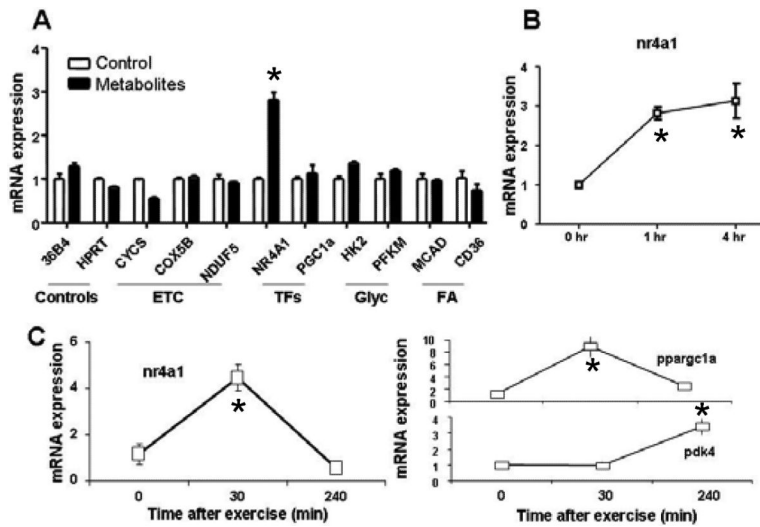 A
Control
Metabolites
mRNA expression
4
3
2
1
0
*
36B4
HPRT
CYCS
COX5B
NDUF5
NR4A1
PGC1a
HK2
PFKM
MCAD
CD36
Controls
ETC
TFs
Glyc
FA
B
nr4a1
mRNA expression
4
3
2
1
0
*
*
0 hr
1 hr
4 hr
C
nr4a1
mRNA expression
6
4
2
0
*
0
30
240
Time after exercise (min)
mRNA expression
10
8
6
4
2
0
ppargc1a
*
4
3
2
1
0
*
pdk4
0
30
240
Time after exercise (min)